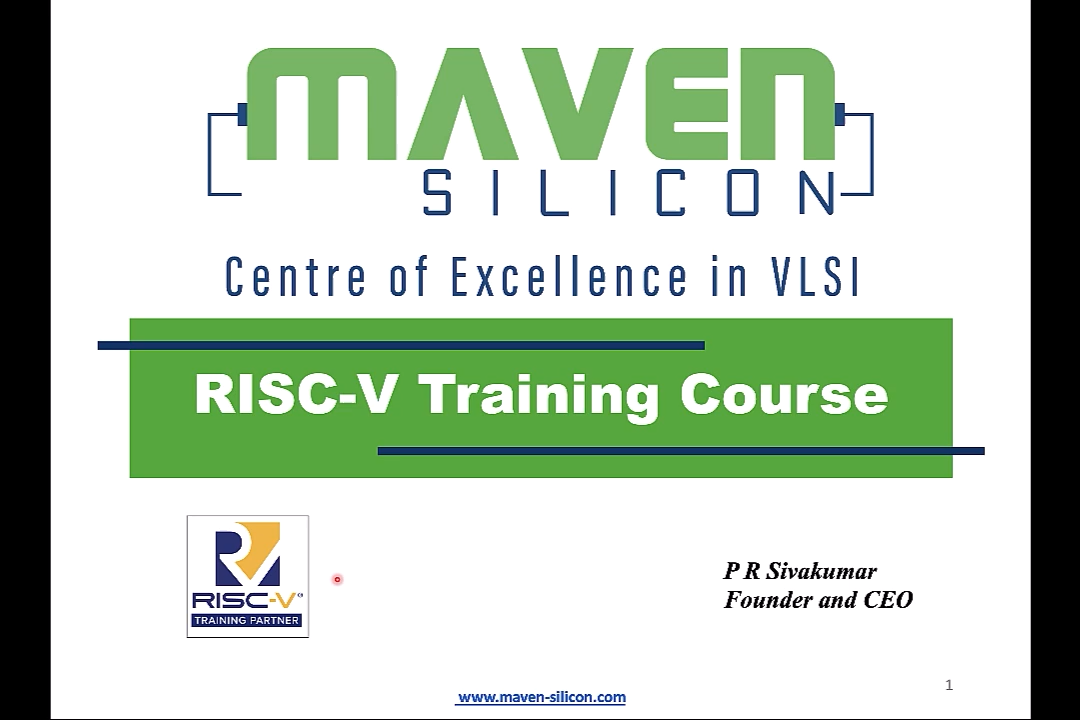 MAVEN
SILICON
Centre of Excellence in VLSI
RISC-V Training Course
RISC-V®
TRAINING PARTNER
P R Sivakumar
Founder and CEO
www.maven-silicon.com
1